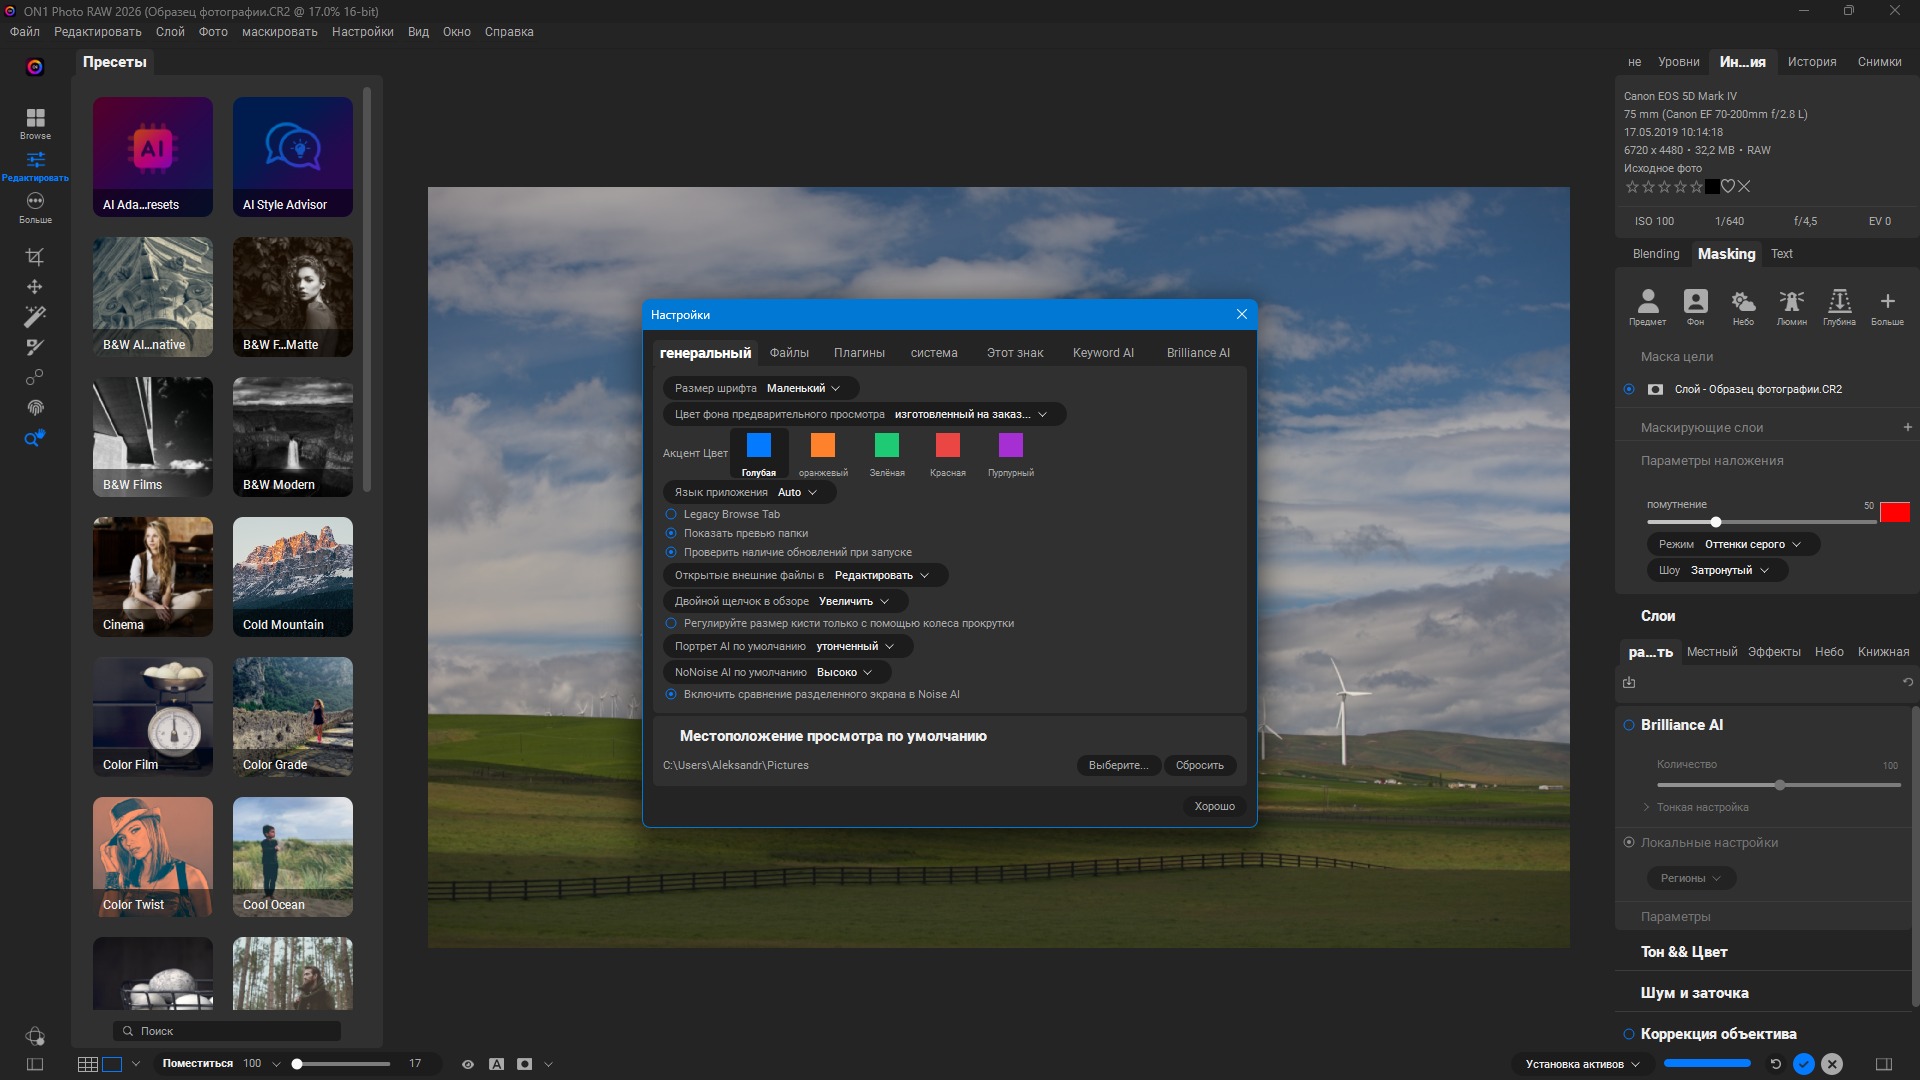 ON1 Photo RAW 2026 (Образец фотографии.CR2 @ 17.0% 16-bit)
Файл Редактировать Слой Фото маскировать Настройки Вид Окно Справка
Пресеты
Browse
Редактировать
Больше
AI Ada...resets
AI Style Advisor
B&W Al...native
B&W F...Matte
B&W Films
B&W Modern
Cinema
Cold Mountain
Color Film
Color Grade
Color Twist
Cool Ocean
Поиск
Поместиться 100 17
Настройки
генеральный Файлы Плагины система Этот знак Keyword AI Brilliance AI
Размер шрифта Маленький
Цвет фона предварительного просмотра изготовленный на заказ...
Акцент Цвет
Голубая оранжевый Зелёная Красная Пурпурный
Язык приложения Auto
Legacy Browse Tab
Показать превью папки
Проверить наличие обновлений при запуске
Открытые внешние файлы в Редактировать
Двойной щелчок в обзоре Увеличить
Регулируйте размер кисти только с помощью колеса прокрутки
Портрет AI по умолчанию утонченный
NoNoise AI по умолчанию Высоко
Включить сравнение разделенного экрана в Noise AI
Местоположение просмотра по умолчанию
C:\Users\Aleksandr\Pictures
Выберите... Сбросить
Хорошо
не Уровни Ин...ия История Снимки
Canon EOS 5D Mark IV
75 mm (Canon EF 70-200mm f/2.8 L)
17.05.2019 10:14:18
6720 x 4480 • 32,2 MB • RAW
Исходное фото
ISO 100 1/640 f/4,5 EV 0
Blending Masking Text
Предмет Фон Небо Люмин Глубина Больше
Маска цели
Слой - Образец фотографии.CR2
Маскирующие слои
Параметры наложения
помутнение 50
Режим Оттенки серого
Шоу Затронутый
Слои
ра...ть Местный Эффекты Небо Книжная
Brilliance AI
Количество 100
Тонкая настройка
Локальные настройки
Регионы
Параметры
Тон && Цвет
Шум и заточка
Коррекция объектива
Установка активов